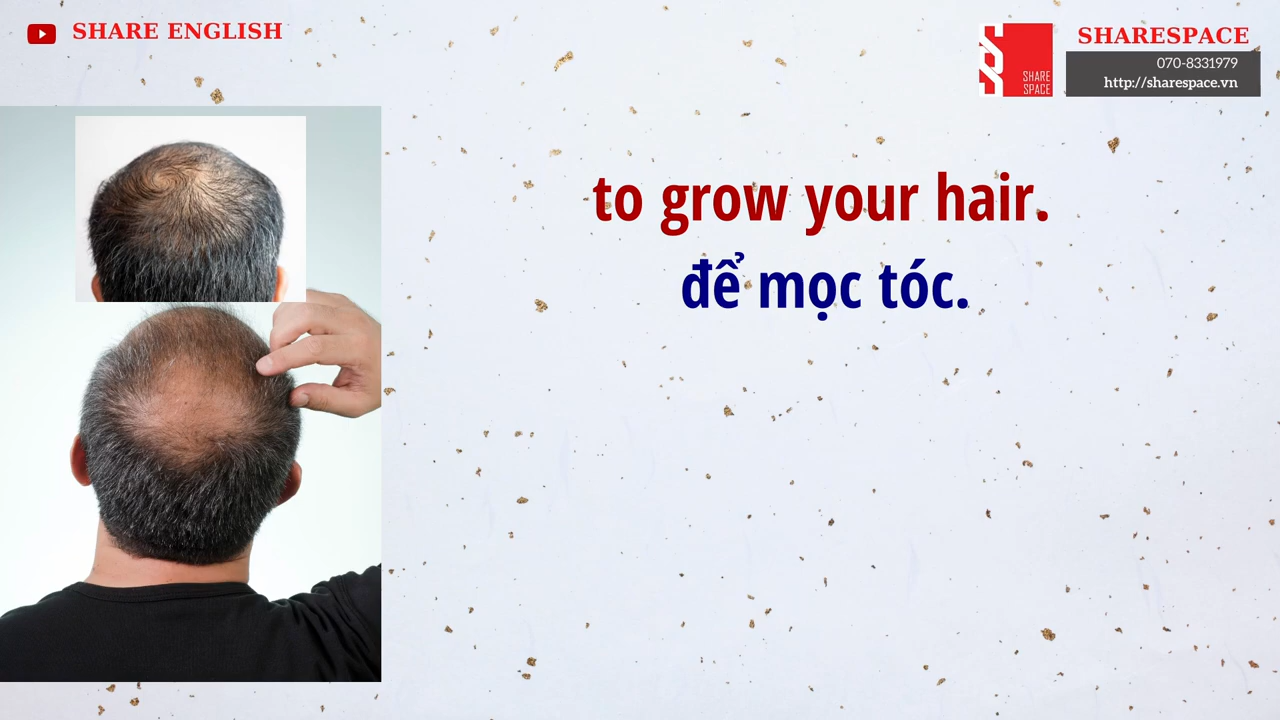 SHARE ENGLISH
SHARESPACE
070-8331979
http://sharespace.vn
SHARE
SPACE
to grow your hair.
để mọc tóc.